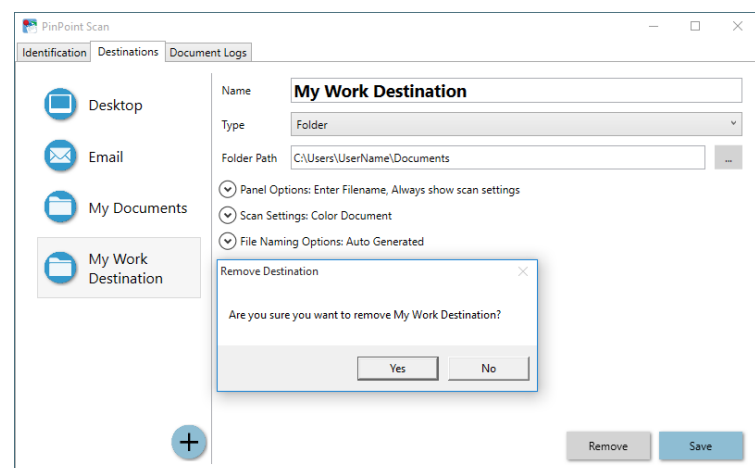 PinPoint Scan
Identification Destinations Document Logs
Desktop
Email
My Documents
My Work
Destination
Name My Work Destination
Type Folder
Folder Path C:\Users\UserName\Documents ...
Panel Options: Enter Filename, Always show scan settings
Scan Settings: Color Document
File Naming Options: Auto Generated
Remove Destination
Are you sure you want to remove My Work Destination?
Yes No
Remove Save